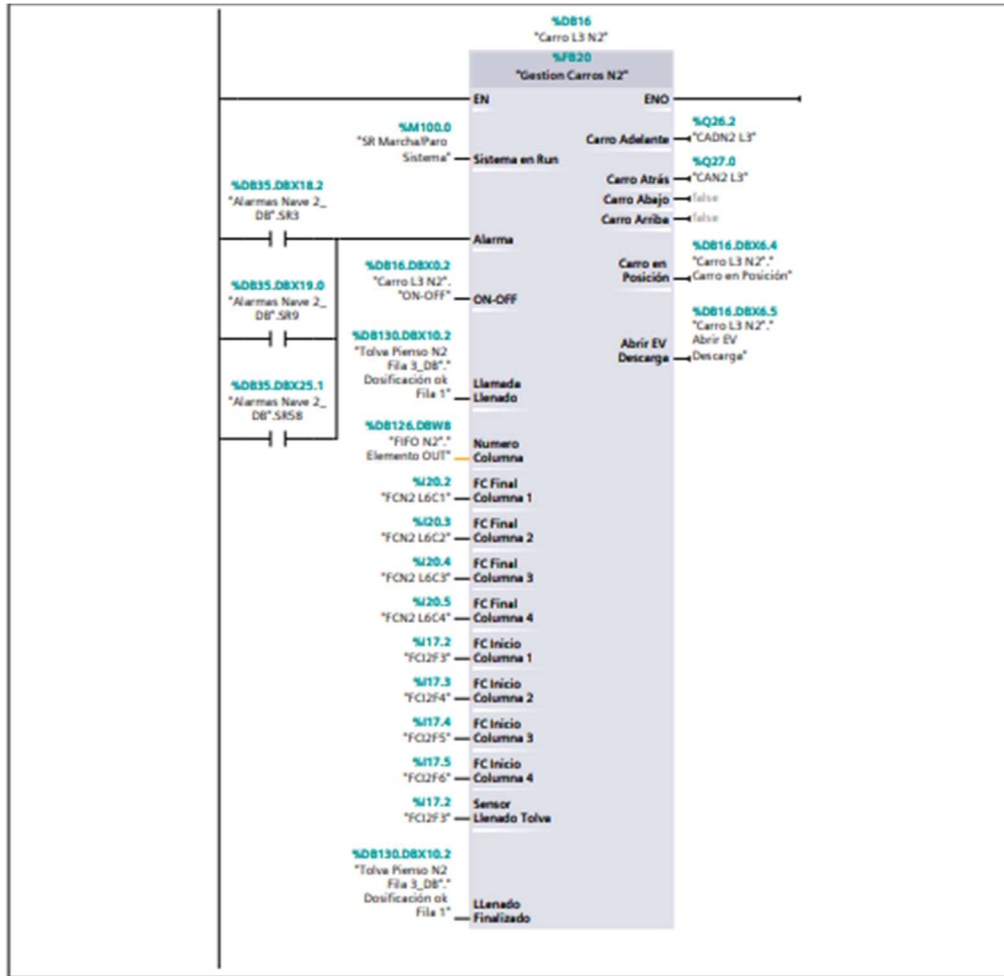 %DB16
"Carro L3 N2"
%FB20
"Gestion Carros N2"
EN
ENO
%M100.0
"SR Marcha/Paro
Sistema"
Sistema en Run
Carro Adelante
%Q26.2
"CADN2 L3"
Carro Atrás
%Q27.0
"CAN2 L3"
Carro Abajo
false
Carro Arriba
false
%DB35.DBX18.2
"Alarmas Nave 2_
DB".SR3
Alarma
Carro en
Posición
%DB16.DBX6.4
"Carro L3 N2"."
Carro en Posición"
%DB16.DBX0.2
"Carro L3 N2".
"ON-OFF"
ON-OFF
%DB35.DBX19.0
"Alarmas Nave 2_
DB".SR9
Abrir EV
Descarga
%DB16.DBX6.5
"Carro L3 N2"."
Abrir EV
Descarga"
%DB130.DBX10.2
"Tolva Pienso N2
Fila 3_DB"."
Dosificación ok
Fila 1"
Llamada
Llenado
%DB35.DBX25.1
"Alarmas Nave 2_
DB".SR58
%DB126.DBW8
"FIFO N2"."
Elemento OUT"
Numero
Columna
%I20.2
"FCN2 L6C1"
FC Final
Columna 1
%I20.3
"FCN2 L6C2"
FC Final
Columna 2
%I20.4
"FCN2 L6C3"
FC Final
Columna 3
%I20.5
"FCN2 L6C4"
FC Final
Columna 4
%I17.2
"FCI2F3"
FC Inicio
Columna 1
%I17.3
"FCI2F4"
FC Inicio
Columna 2
%I17.4
"FCI2F5"
FC Inicio
Columna 3
%I17.5
"FCI2F6"
FC Inicio
Columna 4
%I17.2
"FCI2F3"
Sensor
Llenado Tolva
%DB130.DBX10.2
"Tolva Pienso N2
Fila 3_DB"."
Dosificación ok
Fila 1"
LLenado
Finalizado